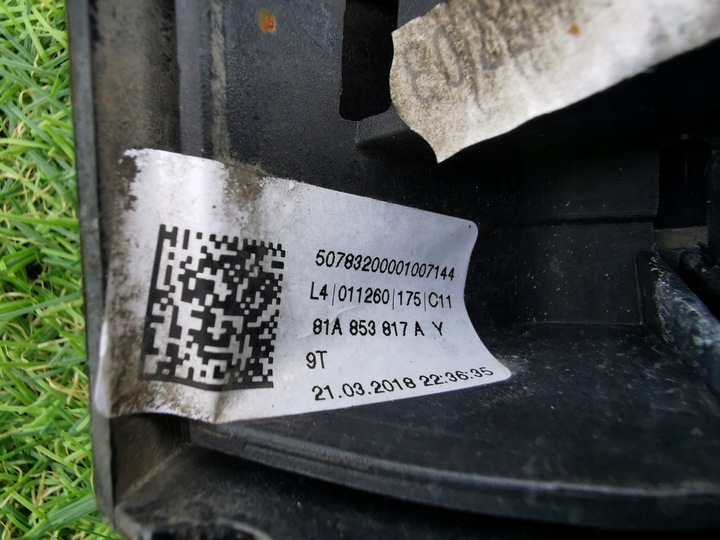 50783200001007144
L4|011260|175|C11
81A 853 817 A Y
9T
21.03.2018 22:36:35